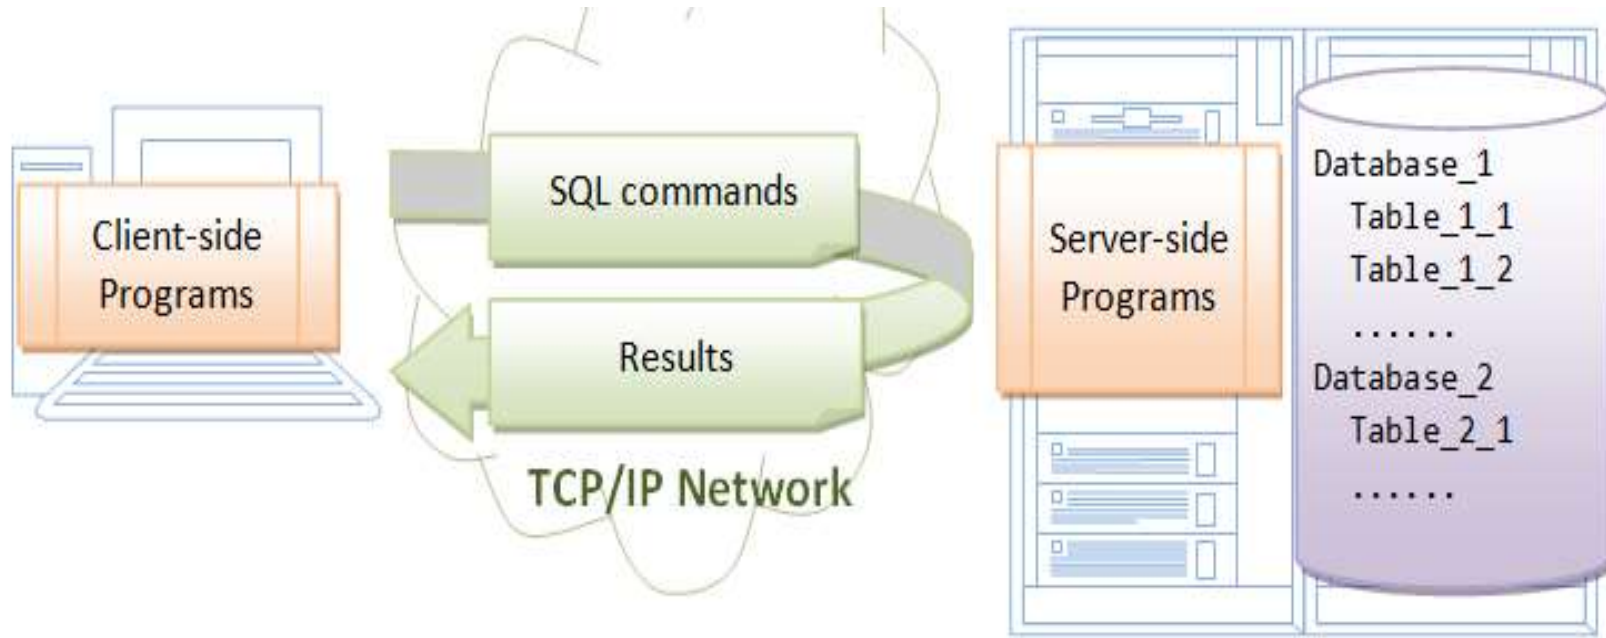 Client-side
Programs
SQL commands
Results
TCP/IP Network
Server-side
Programs
Database_1
Table_1_1
Table_1_2
......
Database_2
Table_2_1
......